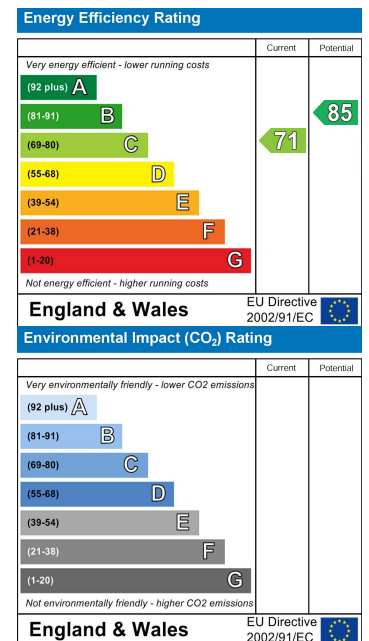 Energy Efficiency Rating
Current Potential
Very energy efficient - lower running costs
(92 plus) A
(81-91) B
85
(69-80) C
71
(55-68) D
(39-54) E
(21-38) F
(1-20) G
Not energy efficient - higher running costs
England & Wales
EU Directive
2002/91/EC
Environmental Impact (CO₂) Rating
Current Potential
Very environmentally friendly - lower CO2 emissions
(92 plus) A
(81-91) B
(69-80) C
(55-68) D
(39-54) E
(21-38) F
(1-20) G
Not environmentally friendly - higher CO2 emissions
England & Wales
EU Directive
2002/91/EC